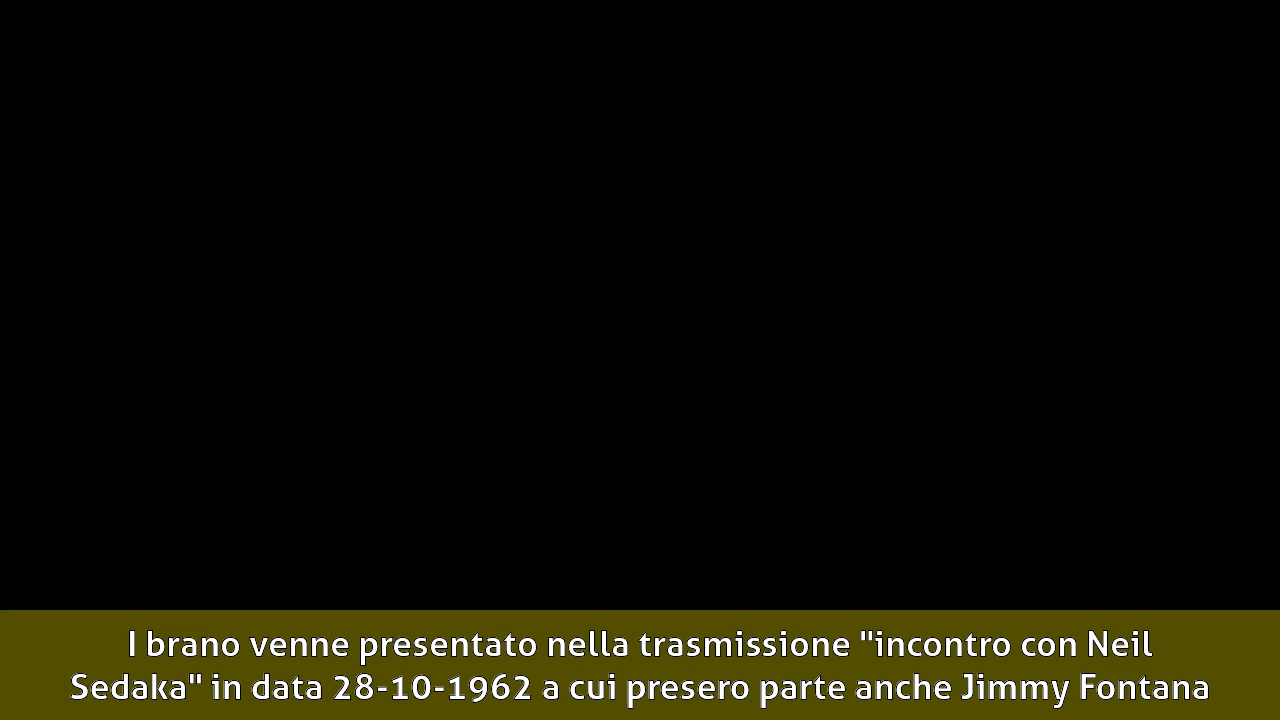 I brano venne presentato nella trasmissione "incontro con Neil
Sedaka" in data 28-10-1962 a cui presero parte anche Jimmy Fontana